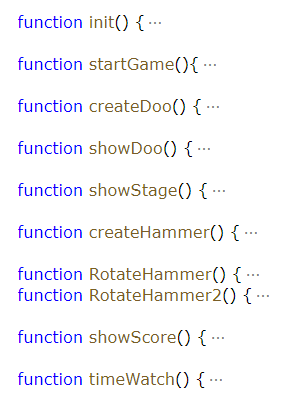 function init() { ...
function startGame(){ ...
function createDoo() { ...
function showDoo() { ...
function showStage() { ...
function createHammer() { ...
function RotateHammer() { ...
function RotateHammer2() { ...
function showScore() { ...
function timeWatch() { ...